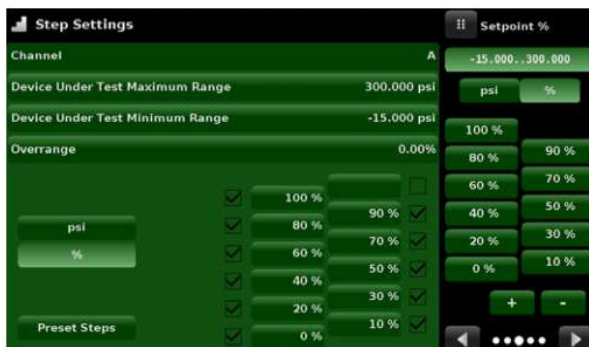 Step Settings
Setpoint %
Channel A
-15.000..300.000
Device Under Test Maximum Range 300.000 psi
psi %
Device Under Test Minimum Range -15.000 psi
Overrange 0.00%
100 %
90 %
80 %
70 %
60 %
50 %
40 %
30 %
20 %
10 %
0 %
psi
%
Preset Steps
100 %
90 %
80 %
70 %
60 %
50 %
40 %
30 %
20 %
10 %
0 %
+ -